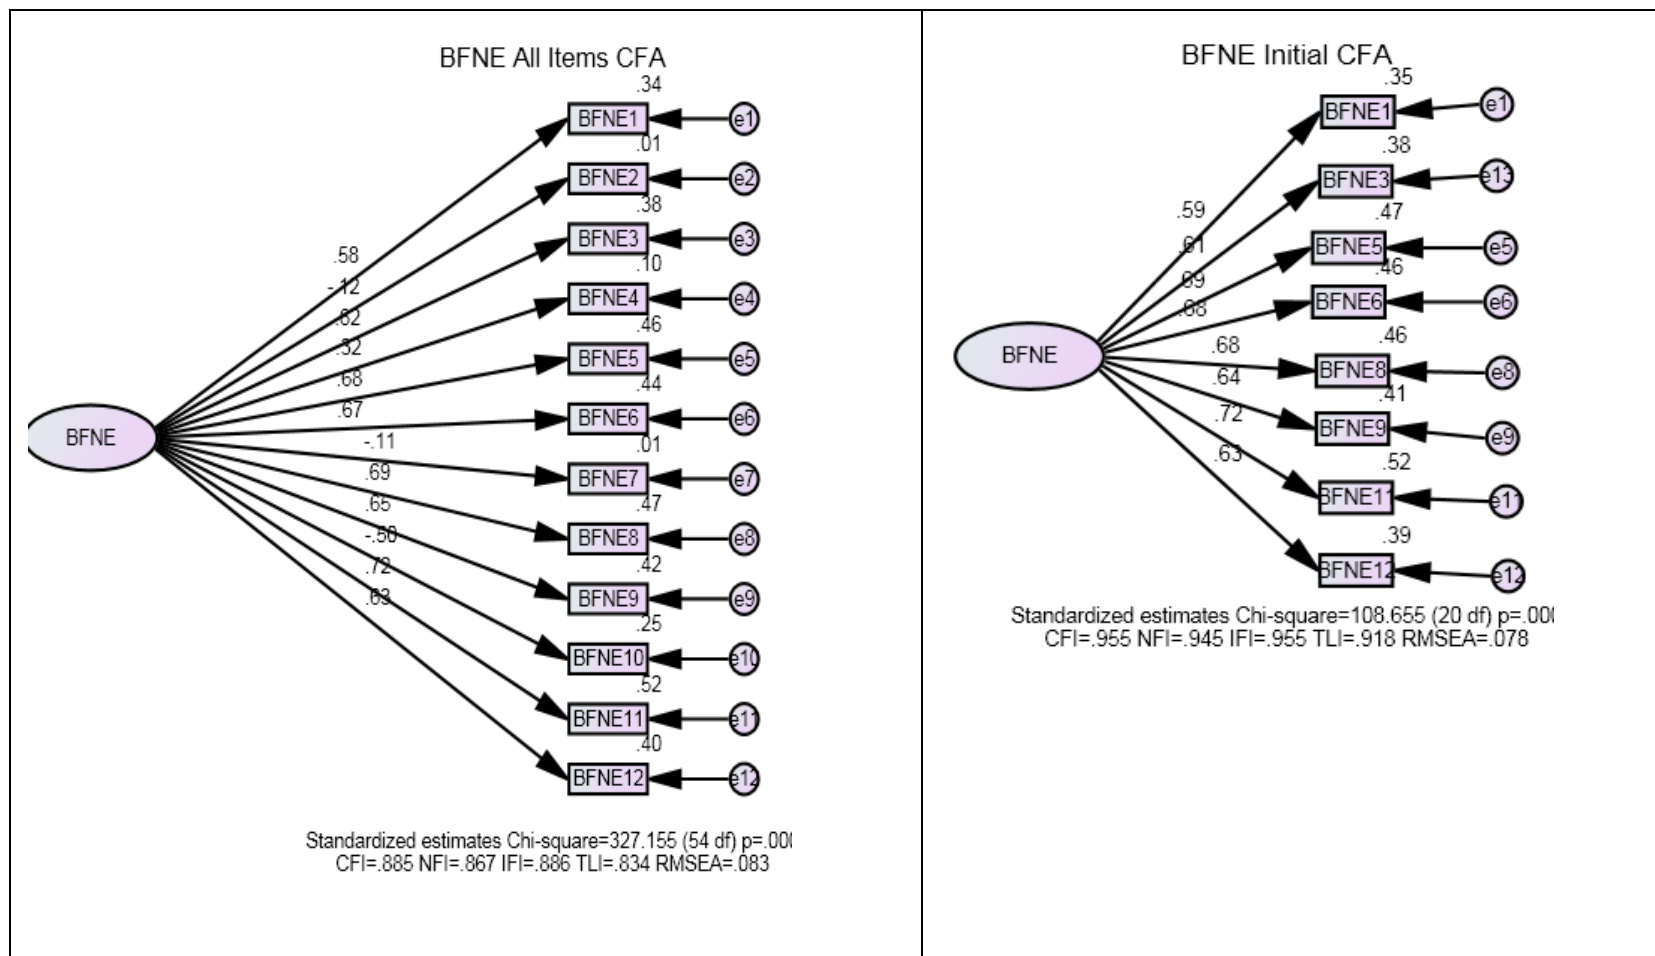 BFNE All Items CFA
.34
BFNE1
e1
.01
BFNE2
e2
.38
BFNE3
e3
.10
BFNE4
e4
.46
BFNE5
e5
.44
BFNE6
e6
.01
BFNE7
e7
.47
BFNE8
e8
.42
BFNE9
e9
.25
BFNE10
e10
.52
BFNE11
e11
.40
BFNE12
e12
.58
-.12
.62
.32
.68
.67
-.11
.69
.65
-.50
.72
.63
BFNE
Standardized estimates Chi-square=327.155 (54 df) p=.000
CFI=.885 NFI=.867 IFI=.886 TLI=.834 RMSEA=.083
BFNE Initial CFA
.35
BFNE1
e1
.38
BFNE3
e13
.47
BFNE5
e5
.46
BFNE6
e6
.46
BFNE8
e8
.41
BFNE9
e9
.52
BFNE11
e11
.39
BFNE12
e12
.59
.61
.69
.68
.68
.64
.72
.63
BFNE
Standardized estimates Chi-square=108.655 (20 df) p=.000
CFI=.955 NFI=.945 IFI=.955 TLI=.918 RMSEA=.078